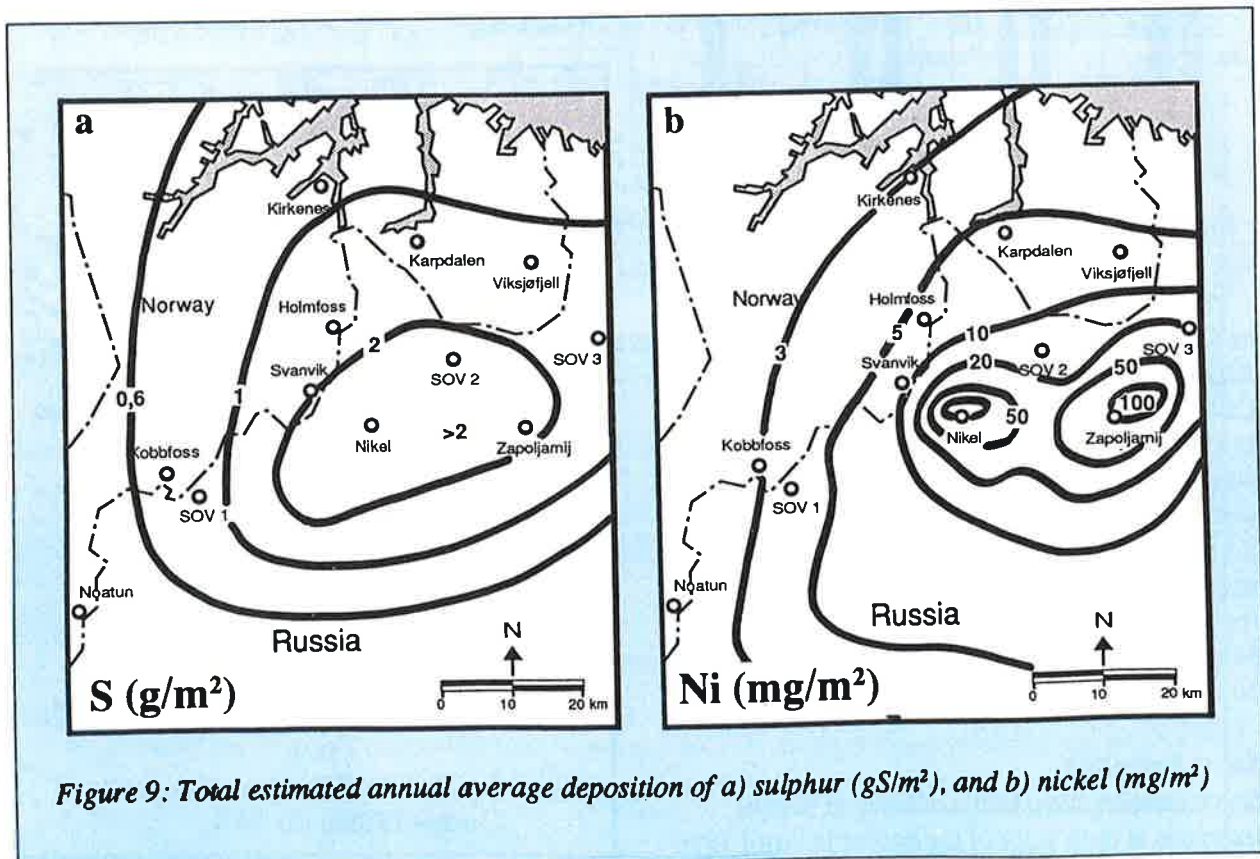 a
Kirkenes
Karpdalen
Viksjøfjell
Norway
Holmfoss
2
SOV 3
SOV 2
Svanvik
0,6
1
Nikel
>2
Zapoljarnij
Kobbfoss
SOV 1
Noatun
Russia
N
S (g/m²)
0 10 20 km
b
Kirkenes
Karpdalen
Viksjøfjell
Norway
Holmfoss
5
10
SOV 3
3
Svanvik
20
SOV 2
50
100
Nikel
50
Zapoljarnij
Kobbfoss
SOV 1
Noatun
Russia
N
Ni (mg/m²)
0 10 20 km
Figure 9: Total estimated annual average deposition of a) sulphur (gS/m²), and b) nickel (mg/m²)